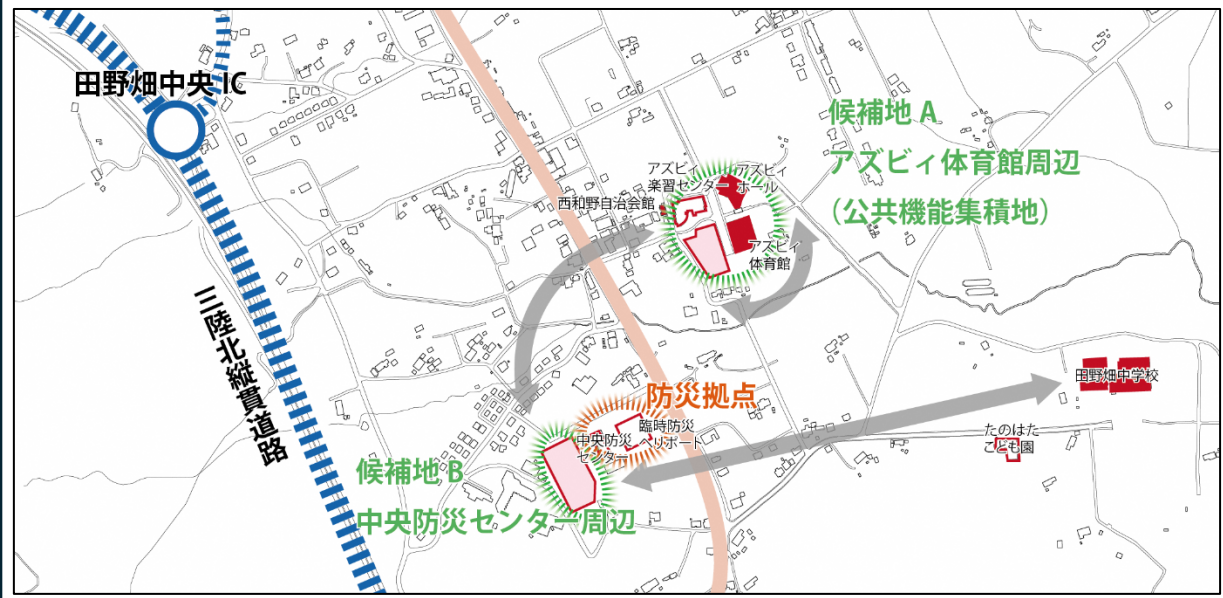 田野畑中央 IC
三陸北縦貫道路
候補地 A
アズビィ体育館周辺
（公共機能集積地）
アズビィ
楽習センター
アズビィ
ホール
西和野自治会館
アズビィ
体育館
防災拠点
臨時防災
ヘリポート
中央防災
センター
候補地 B
中央防災センター周辺
田野畑中学校
たのはた
こども園